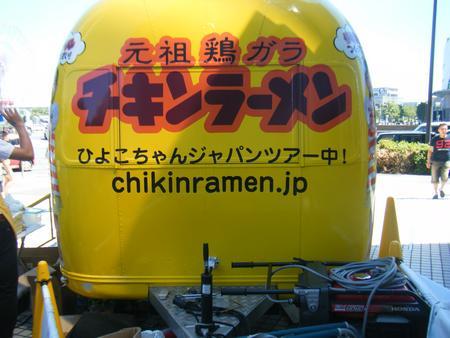 元祖鶏ガラ
チキンラーメン
ひよこちゃんジャパンツアー中!
chikinramen.jp
HONDA